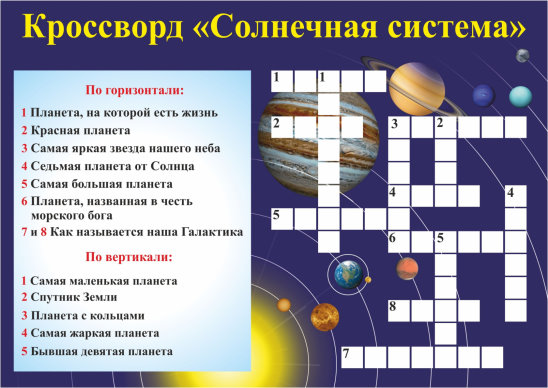 Кроссворд «Солнечная система»
По горизонтали:
1 Планета, на которой есть жизнь
2 Красная планета
3 Самая яркая звезда нашего неба
4 Седьмая планета от Солнца
5 Самая большая планета
6 Планета, названная в честь
морского бога
7 и 8 Как называется наша Галактика
По вертикали:
1 Самая маленькая планета
2 Спутник Земли
3 Планета с кольцами
4 Самая жаркая планета
5 Бывшая девятая планета
1 1
2 3 2
4 4
5
6 5
8
7